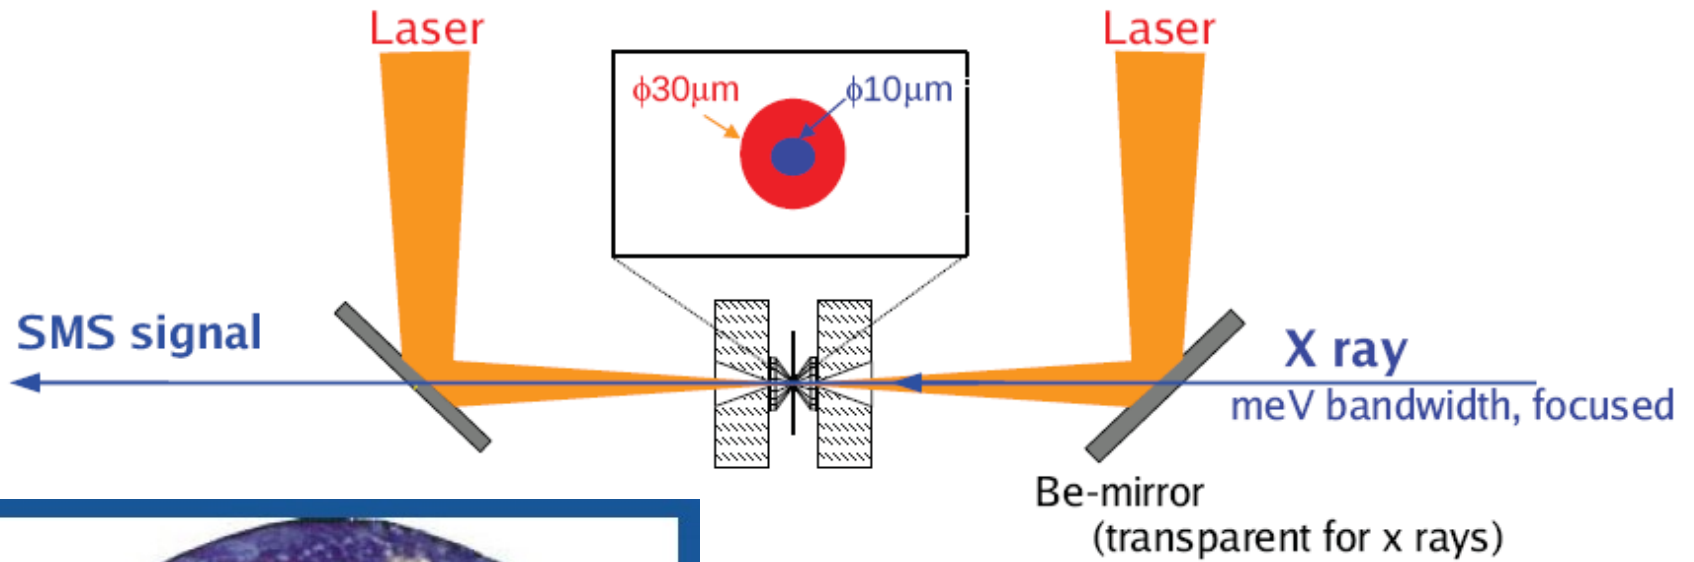 Laser
Laser
ϕ30μm
ϕ10μm
SMS signal
X ray
meV bandwidth, focused
Be-mirror
(transparent for x rays)